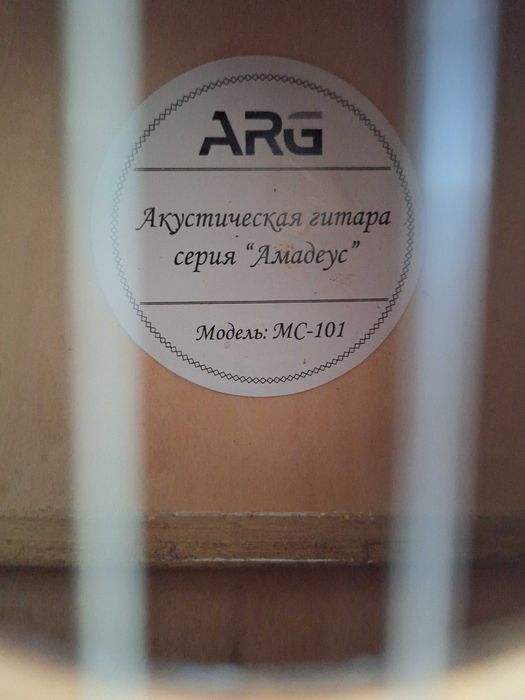 ARG
Акустическая гитара
серия “Амадеус”
Модель: МС-101